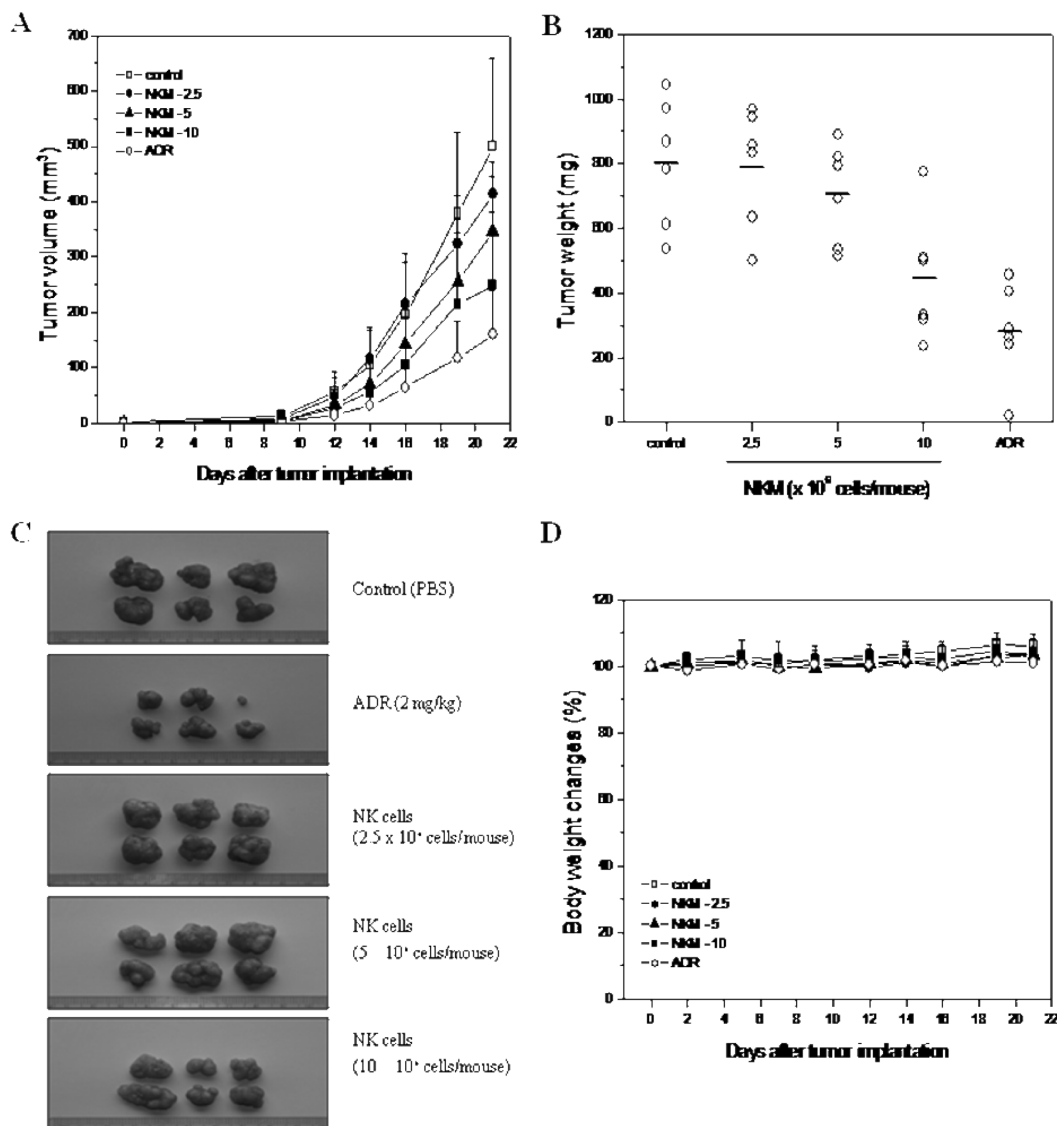 A
700
600
500
400
300
200
100
0
Tumor volume (mm³)
control
NKM - 2.5
NKM - 5
NKM - 10
ADR
0 2 4 6 8 10 12 14 16 18 20 22
Days after tumor implantation
B
1200
1000
800
600
400
200
0
Tumor weight (mg)
control 2.5 5 10 ADR
NKM (x 10⁶ cells/mouse)
C
Control (PBS)
ADR (2 mg/kg)
NK cells
(2.5 x 10 cells/mouse)
NK cells
(5 10 cells/mouse)
NK cells
(10 10 cells/mouse)
D
120
100
80
60
40
20
0
Body weight changes (%)
control
NKM - 2.5
NKM - 5
NKM - 10
ADR
0 2 4 6 8 10 12 14 16 18 20 22
Days after tumor implantation